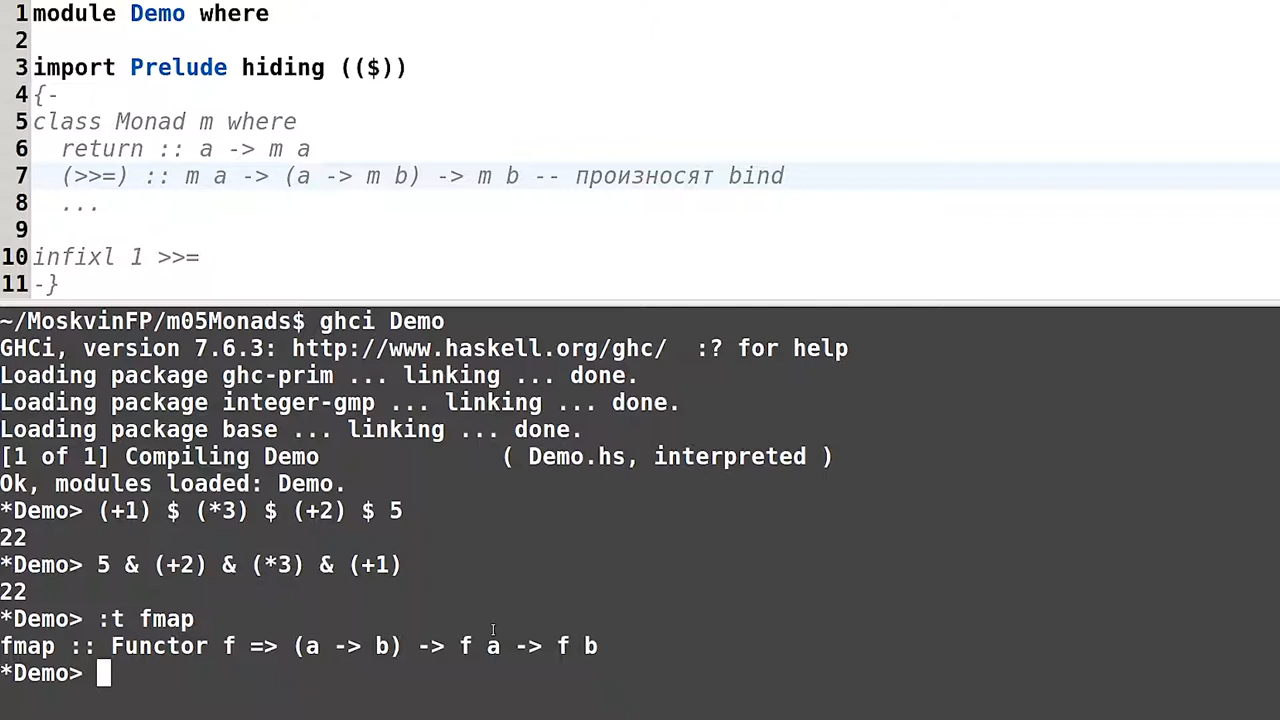 1 module Demo where
2
3 import Prelude hiding (($))
4 {-
5 class Monad m where
6   return :: a -> m a
7   (>>=) :: m a -> (a -> m b) -> m b -- произносят bind
8   ...
9
10 infixl 1 >>=
11 -}
~/MoskvinFP/m05Monads$ ghci Demo
GHCi, version 7.6.3: http://www.haskell.org/ghc/  :? for help
Loading package ghc-prim ... linking ... done.
Loading package integer-gmp ... linking ... done.
Loading package base ... linking ... done.
[1 of 1] Compiling Demo             ( Demo.hs, interpreted )
Ok, modules loaded: Demo.
*Demo> (+1) $ (*3) $ (+2) $ 5
22
*Demo> 5 & (+2) & (*3) & (+1)
22
*Demo> :t fmap
fmap :: Functor f => (a -> b) -> f a -> f b
*Demo>